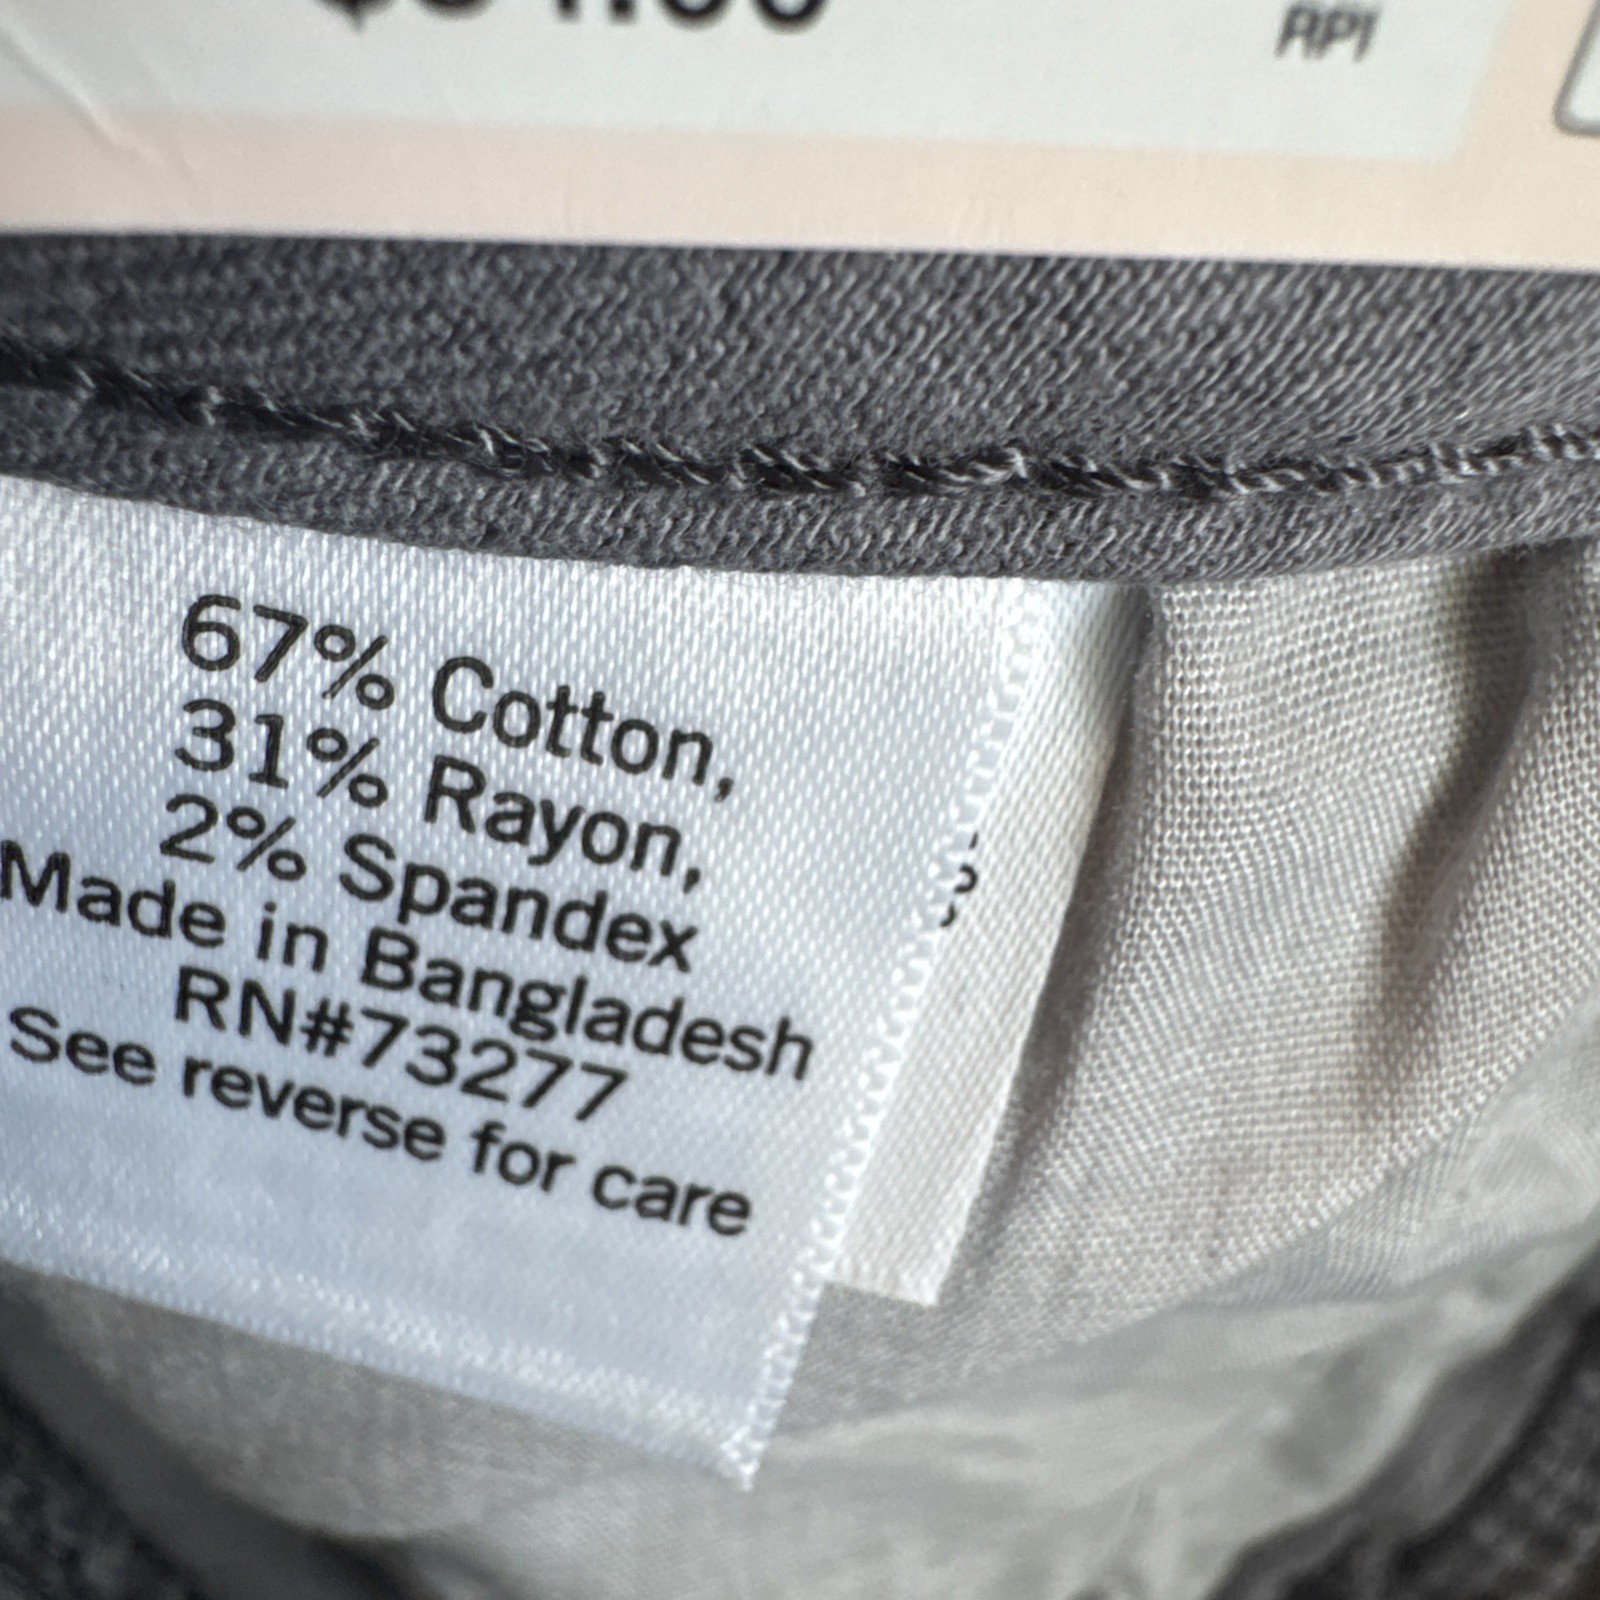 RPI
67% Cotton,
31% Rayon,
2% Spandex
Made in Bangladesh
RN#73277
See reverse for care